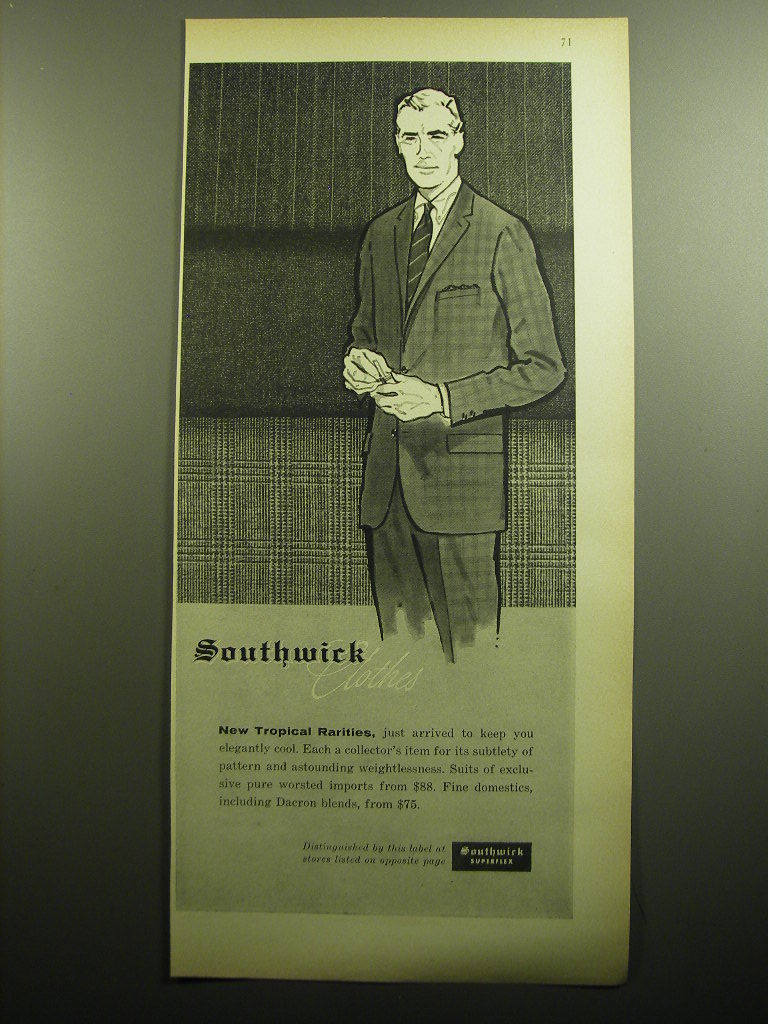 71
Southwick
Clothes
New Tropical Rarities, just arrived to keep you
elegantly cool. Each a collector's item for its subtlety of
pattern and astounding weightlessness. Suits of exclu-
sive pure worsted imports from $88. Fine domestics,
including Dacron blends, from $75.
Distinguished by this label at
stores listed on opposite page
Southwick
SUPERFLEX